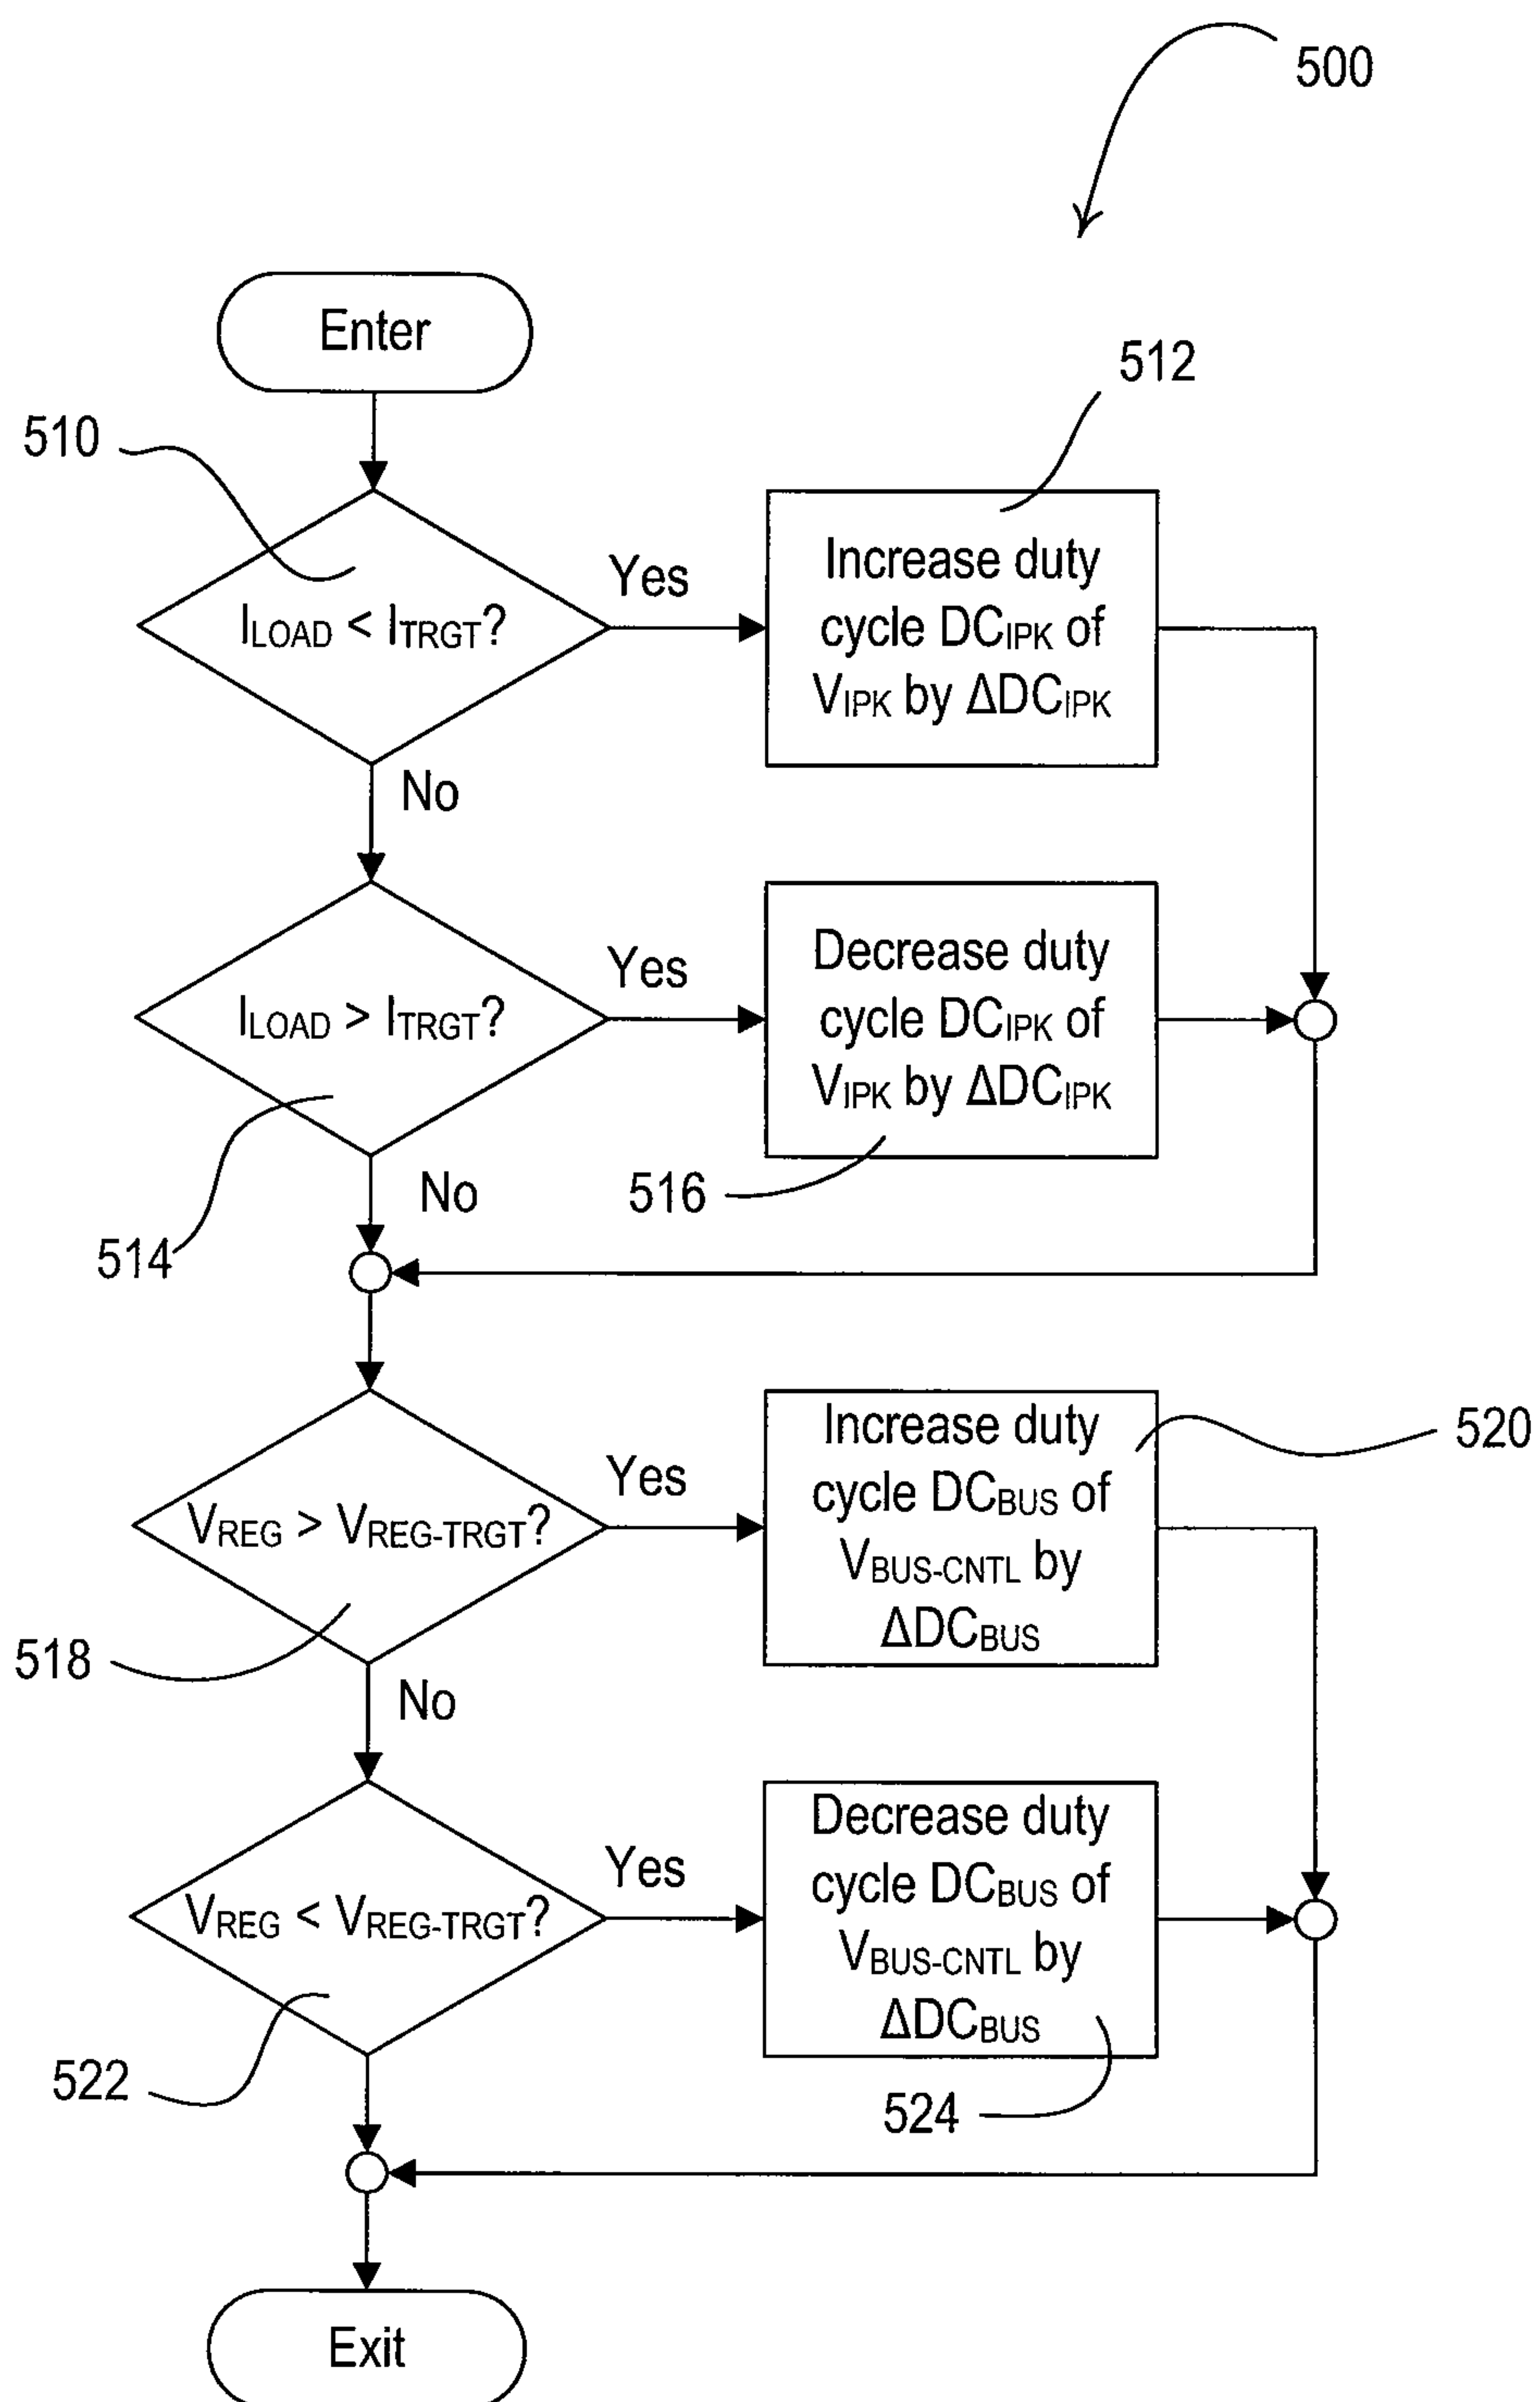 500
Enter
512
510
Yes
Increase duty
cycle DCIPK of
VIPK by ΔDCIPK
ILOAD < ITRGT?
No
Yes
Decrease duty
cycle DCIPK of
VIPK by ΔDCIPK
ILOAD > ITRGT?
516
No
514
Increase duty
cycle DCBUS of
VBUS-CNTL by
ΔDCBUS
520
Yes
VREG > VREG-TRGT?
518
No
Decrease duty
cycle DCBUS of
VBUS-CNTL by
ΔDCBUS
Yes
VREG < VREG-TRGT?
522
524
Exit